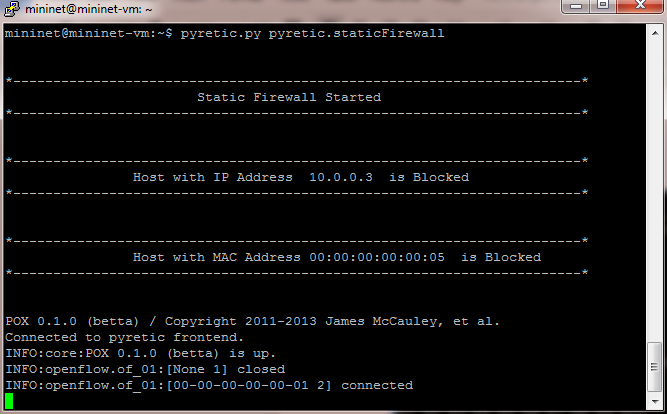 mininet@mininet-vm: ~
mininet@mininet-vm:~$ pyretic.py pyretic.staticFirewall
*-----------------------------------------------------------------------*
Static Firewall Started
*-----------------------------------------------------------------------*
*-----------------------------------------------------------------------*
Host with IP Address  10.0.0.3  is Blocked
*-----------------------------------------------------------------------*
*-----------------------------------------------------------------------*
Host with MAC Address 00:00:00:00:00:05  is Blocked
*-----------------------------------------------------------------------*
POX 0.1.0 (betta) / Copyright 2011-2013 James McCauley, et al.
Connected to pyretic frontend.
INFO:core:POX 0.1.0 (betta) is up.
INFO:openflow.of_01:[None 1] closed
INFO:openflow.of_01:[00-00-00-00-00-01 2] connected